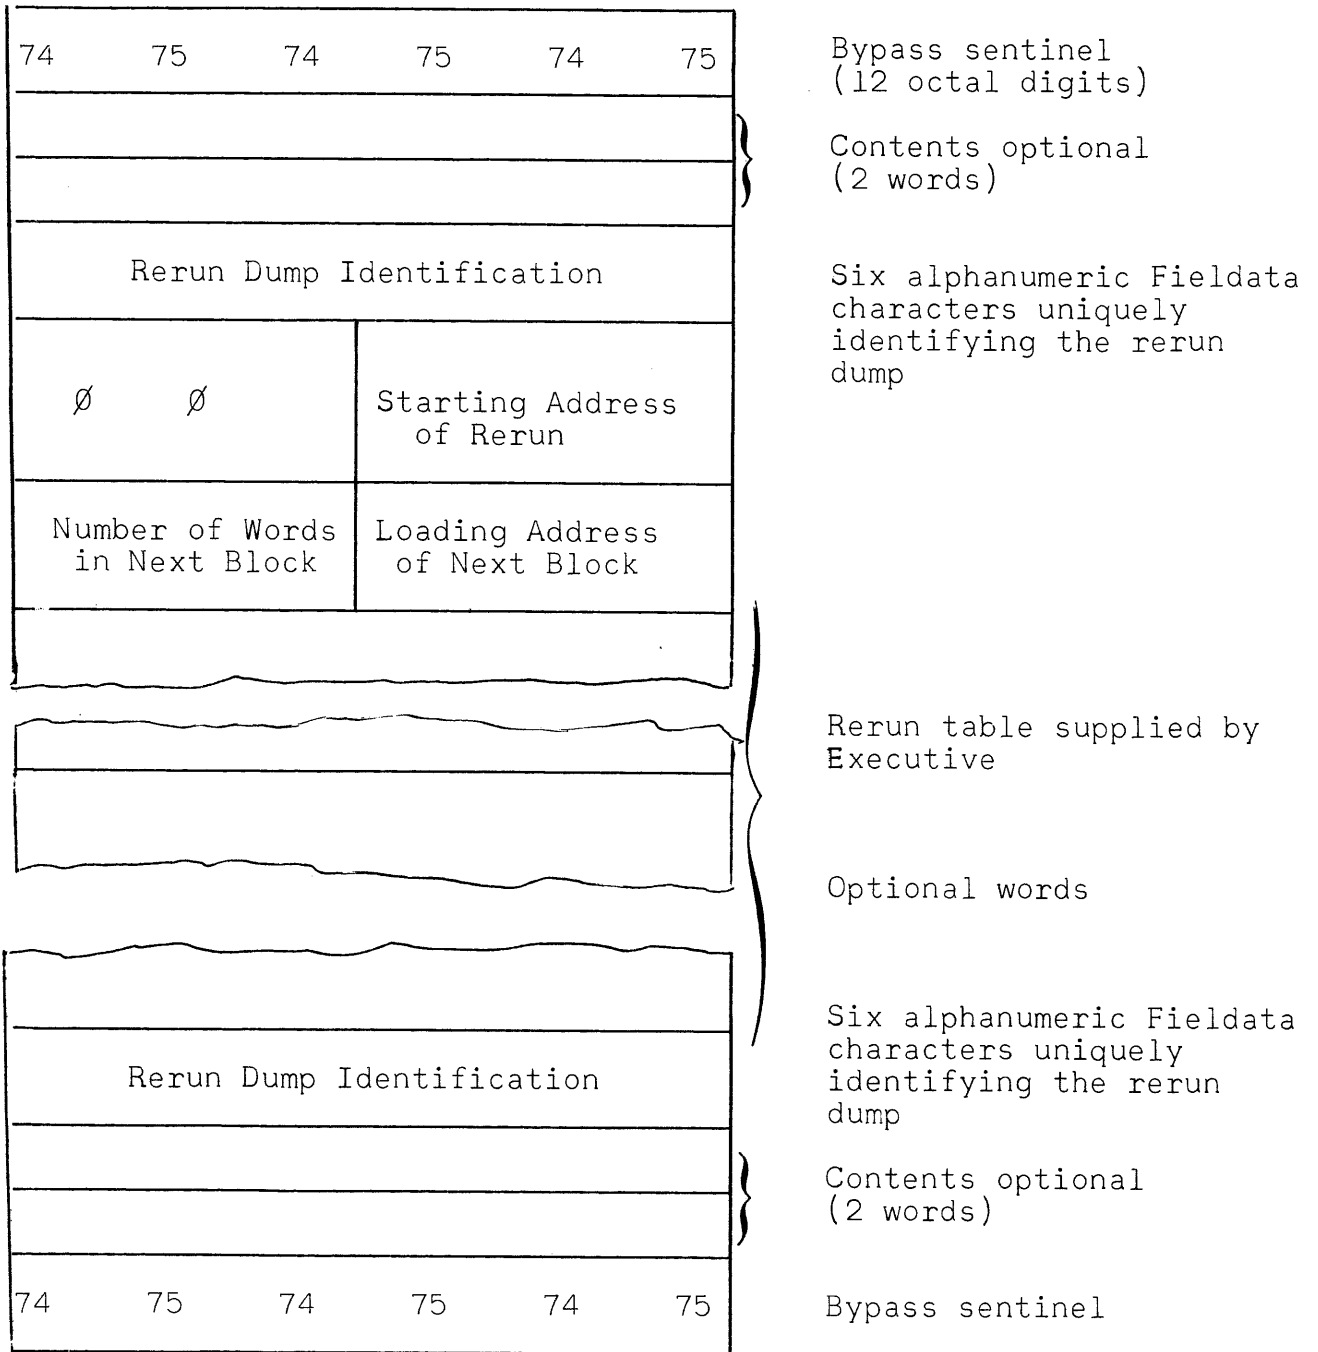 74 75 74 75 74 75
Bypass sentinel
(12 octal digits)
Contents optional
(2 words)
Rerun Dump Identification
Six alphanumeric Fieldata
characters uniquely
identifying the rerun
dump
Ø Ø
Starting Address
of Rerun
Number of Words
in Next Block
Loading Address
of Next Block
Rerun table supplied by
Executive
Optional words
Rerun Dump Identification
Six alphanumeric Fieldata
characters uniquely
identifying the rerun
dump
Contents optional
(2 words)
74 75 74 75 74 75
Bypass sentinel